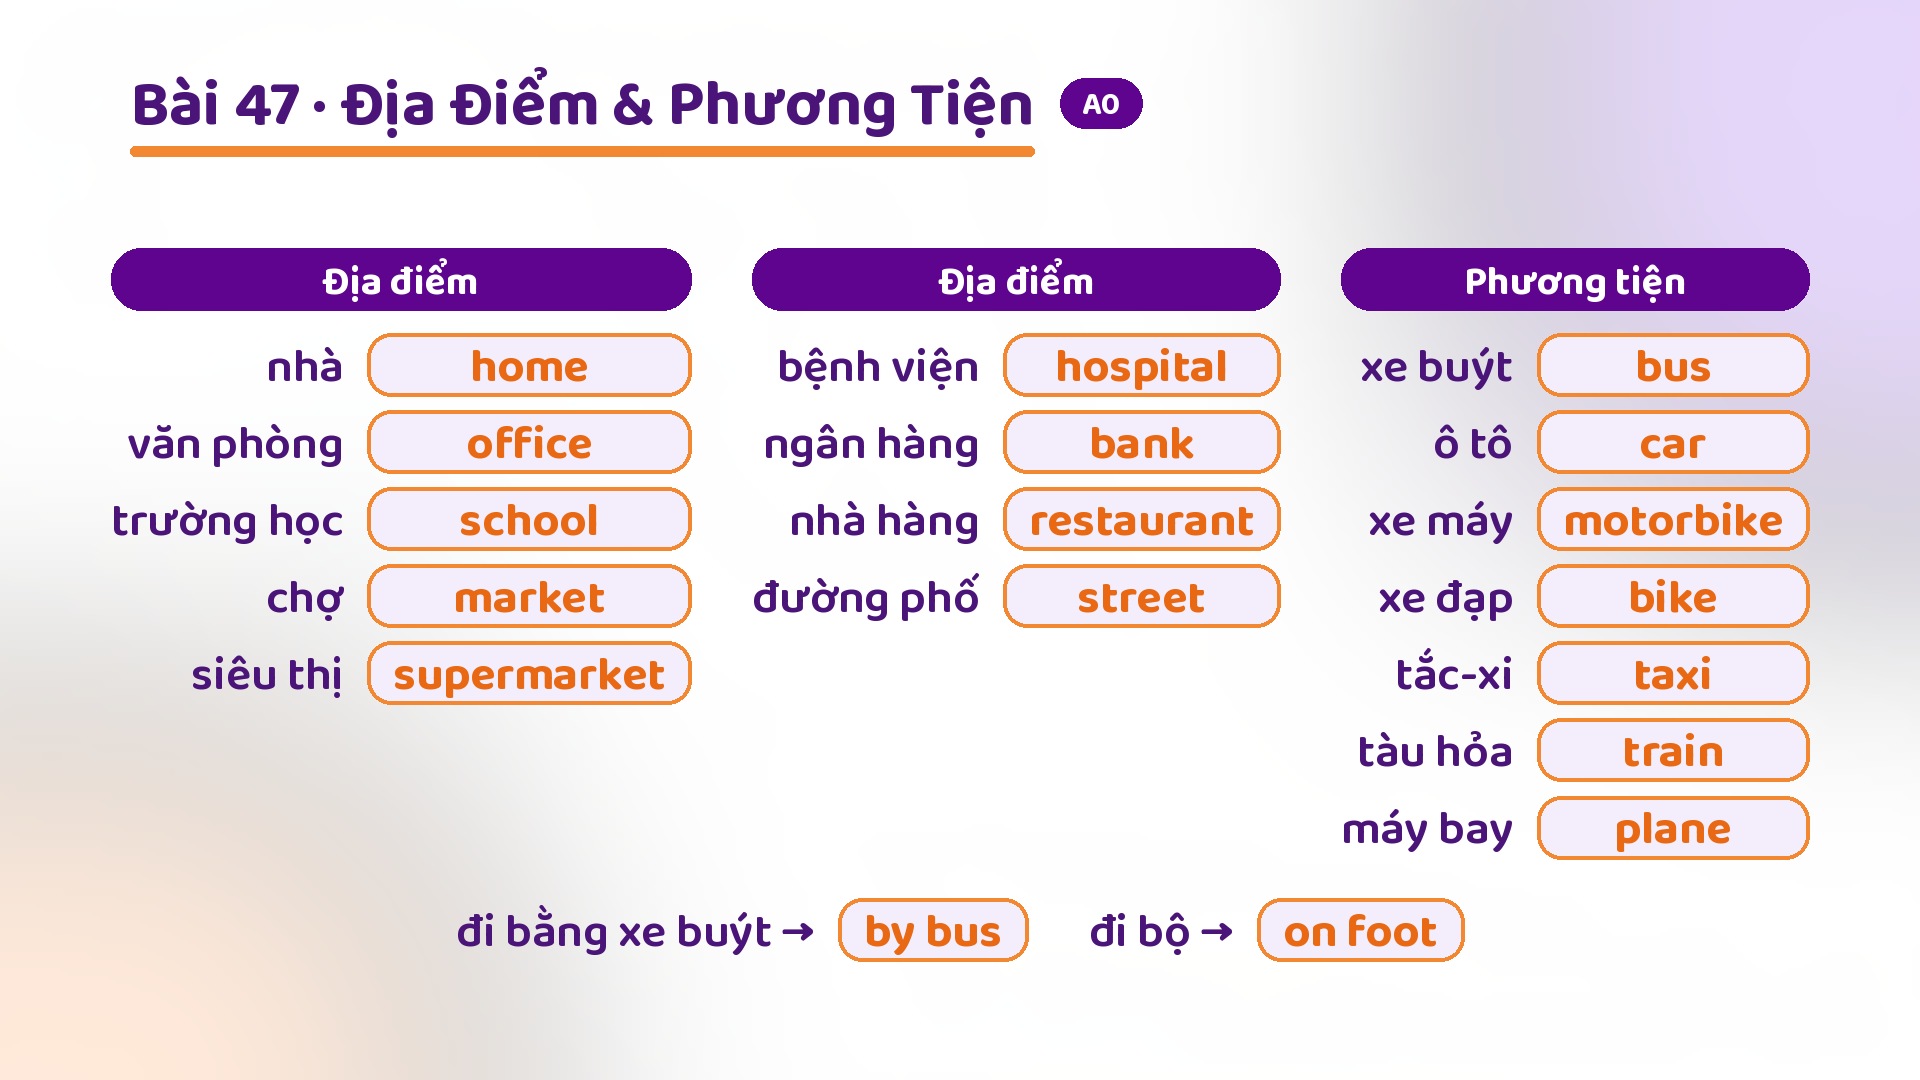 Bài 47 · Địa Điểm & Phương Tiện A0
Địa điểm
nhà home
văn phòng office
trường học school
chợ market
siêu thị supermarket
Địa điểm
bệnh viện hospital
ngân hàng bank
nhà hàng restaurant
đường phố street
Phương tiện
xe buýt bus
ô tô car
xe máy motorbike
xe đạp bike
tắc-xi taxi
tàu hỏa train
máy bay plane
đi bằng xe buýt → by bus đi bộ → on foot